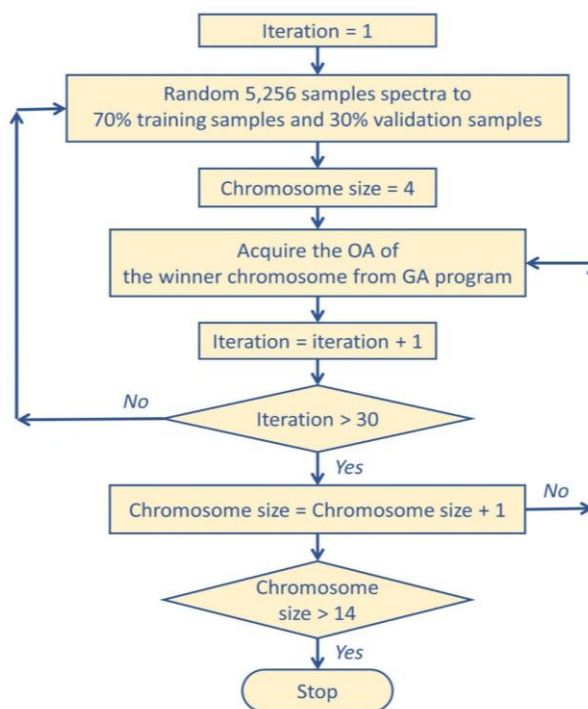 Iteration = 1
Random 5,256 samples spectra to
70% training samples and 30% validation samples
Chromosome size = 4
Acquire the OA of
the winner chromosome from GA program
Iteration = iteration + 1
No
Iteration > 30
Yes
Chromosome size = Chromosome size + 1
No
Chromosome
size > 14
Yes
Stop